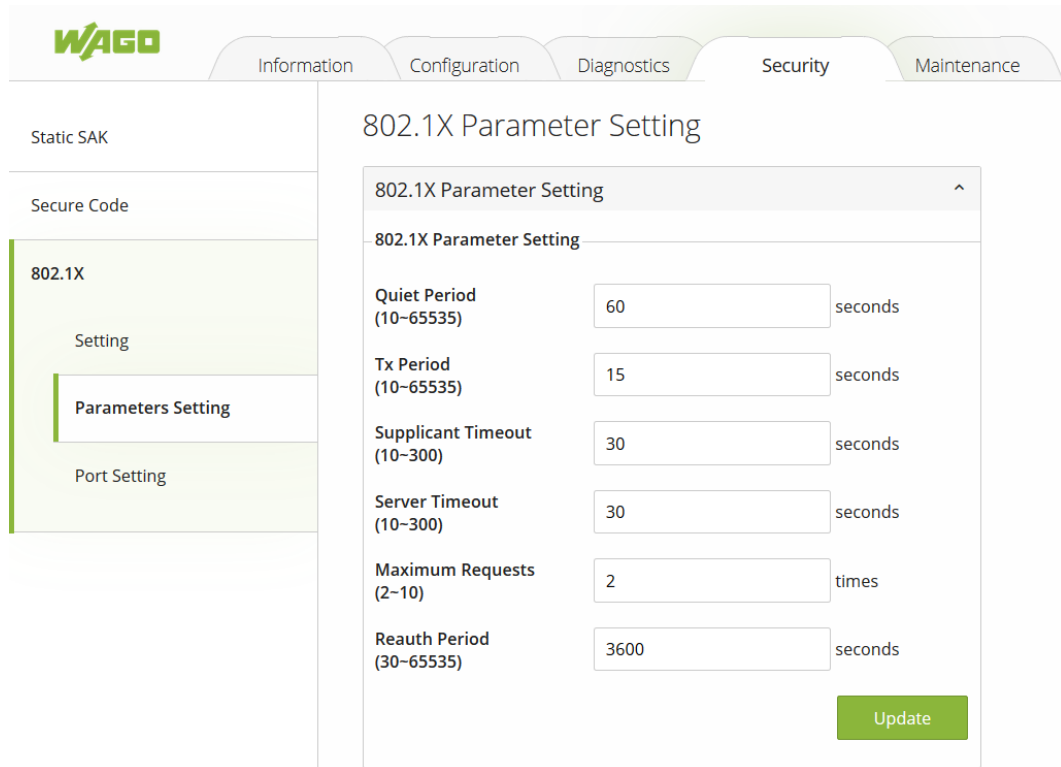 WAGO
Information Configuration Diagnostics Security Maintenance
Static SAK
Secure Code
802.1X
Setting
Parameters Setting
Port Setting
802.1X Parameter Setting
802.1X Parameter Setting
802.1X Parameter Setting
Quiet Period
(10~65535)
60 seconds
Tx Period
(10~65535)
15 seconds
Supplicant Timeout
(10~300)
30 seconds
Server Timeout
(10~300)
30 seconds
Maximum Requests
(2~10)
2 times
Reauth Period
(30~65535)
3600 seconds
Update